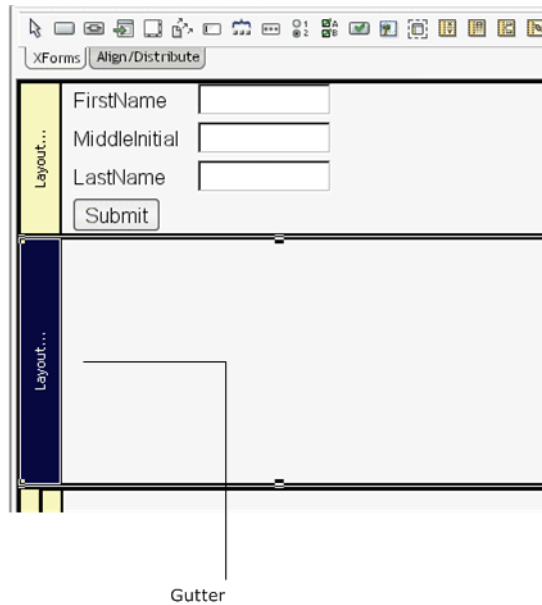 XForms Align/Distribute
Layout...
FirstName
MiddleInitial
LastName
Submit
Layout...
Gutter